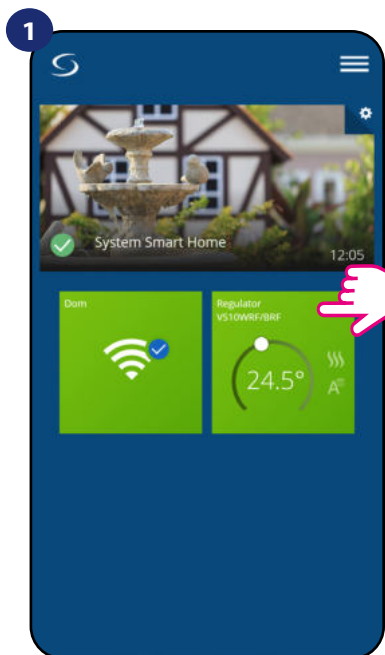 1
System Smart Home
12:05
Dom
Regulator
VS10WRF/BRF
24.5°
A